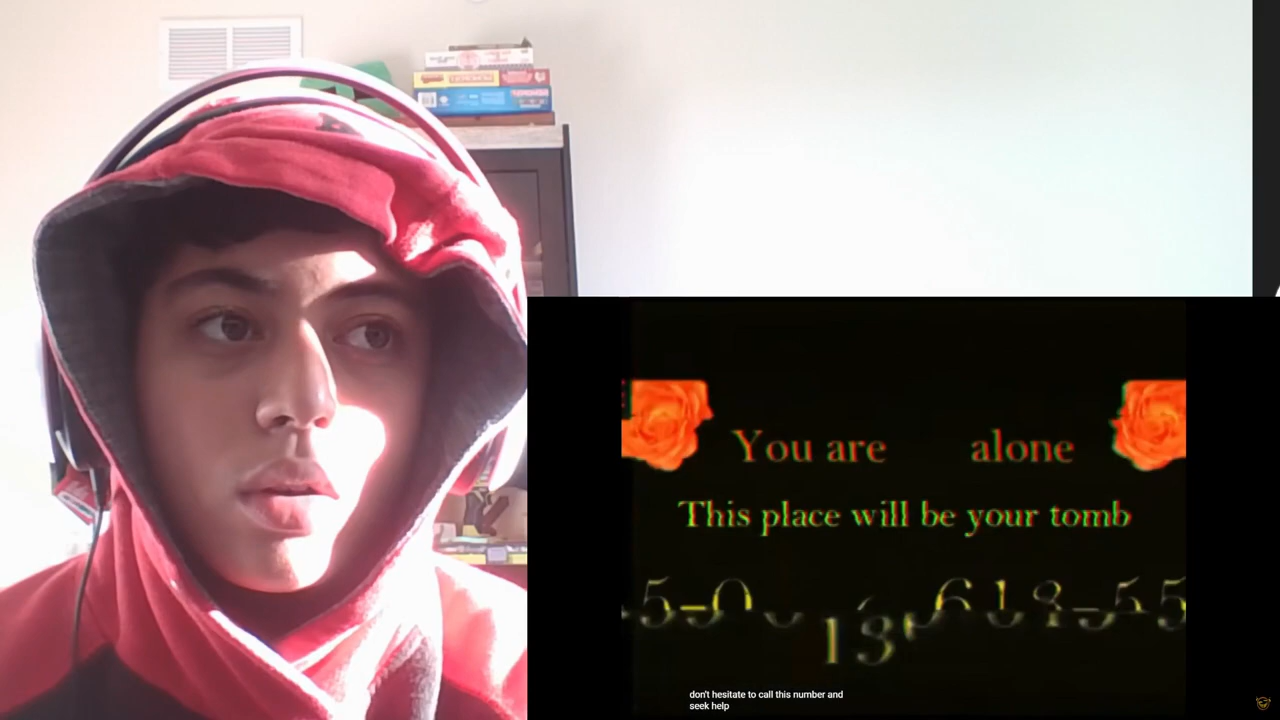 You are alone
This place will be your tomb
don't hesitate to call this number and
seek help